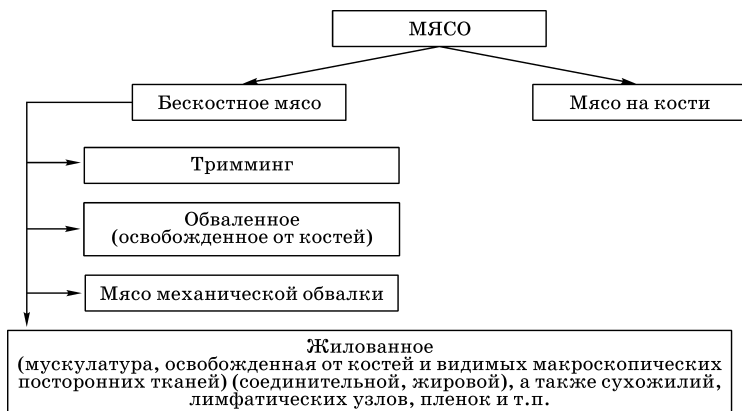 МЯСО
Бескостное мясо
Мясо на кости
Тримминг
Обваленное
(освобожденное от костей)
Мясо механической обвалки
Жилованное
(мускулатура, освобожденная от костей и видимых макроскопических
посторонних тканей) (соединительной, жировой), а также сухожилий,
лимфатических узлов, пленок и т.п.